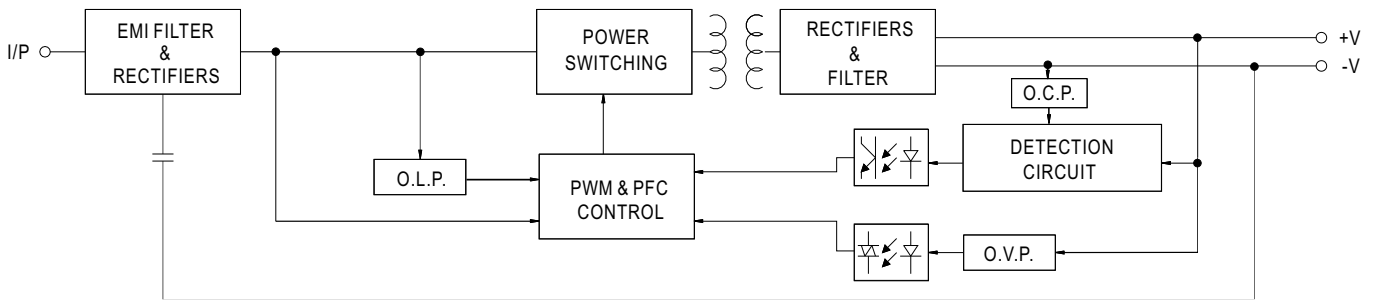 I/P
EMI FILTER
&
RECTIFIERS
POWER
SWITCHING
RECTIFIERS
&
FILTER
+V
-V
O.C.P.
DETECTION
CIRCUIT
O.L.P.
PWM & PFC
CONTROL
O.V.P.